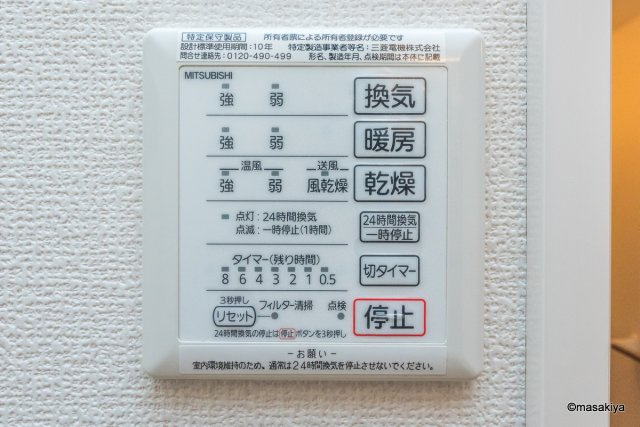 特定保守製品 所有者票による所有者登録が必要です
設計標準使用期間:10年 特定製造事業者等名:三菱電機株式会社
問合せ連絡先:0120-490-499 形名、製造年月、点検期間は本体に記載
MITSUBISHI
強 弱 換気
強 弱 暖房
温風 送風
強 弱 風乾燥 乾燥
点灯:24時間換気
点滅:一時停止(1時間)
24時間換気
一時停止
タイマー(残り時間)
8 6 4 3 2 1 0.5
切タイマー
3秒押し
リセット フィルター清掃 点検 停止
24時間換気の停止は停止ボタンを3秒押し
-お願い-
室内環境維持のため、通常は24時間換気を停止させないでください。
©masakiya